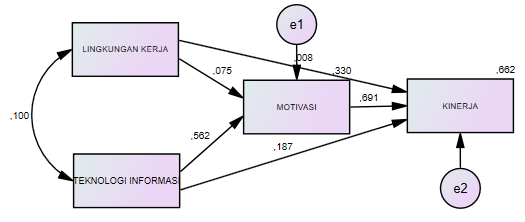 e1
LINGKUNGAN KERJA
,008
,075
,330
,662
,100
MOTIVASI
,691
KINERJA
,562
,187
TEKNOLOGI INFORMASI
e2